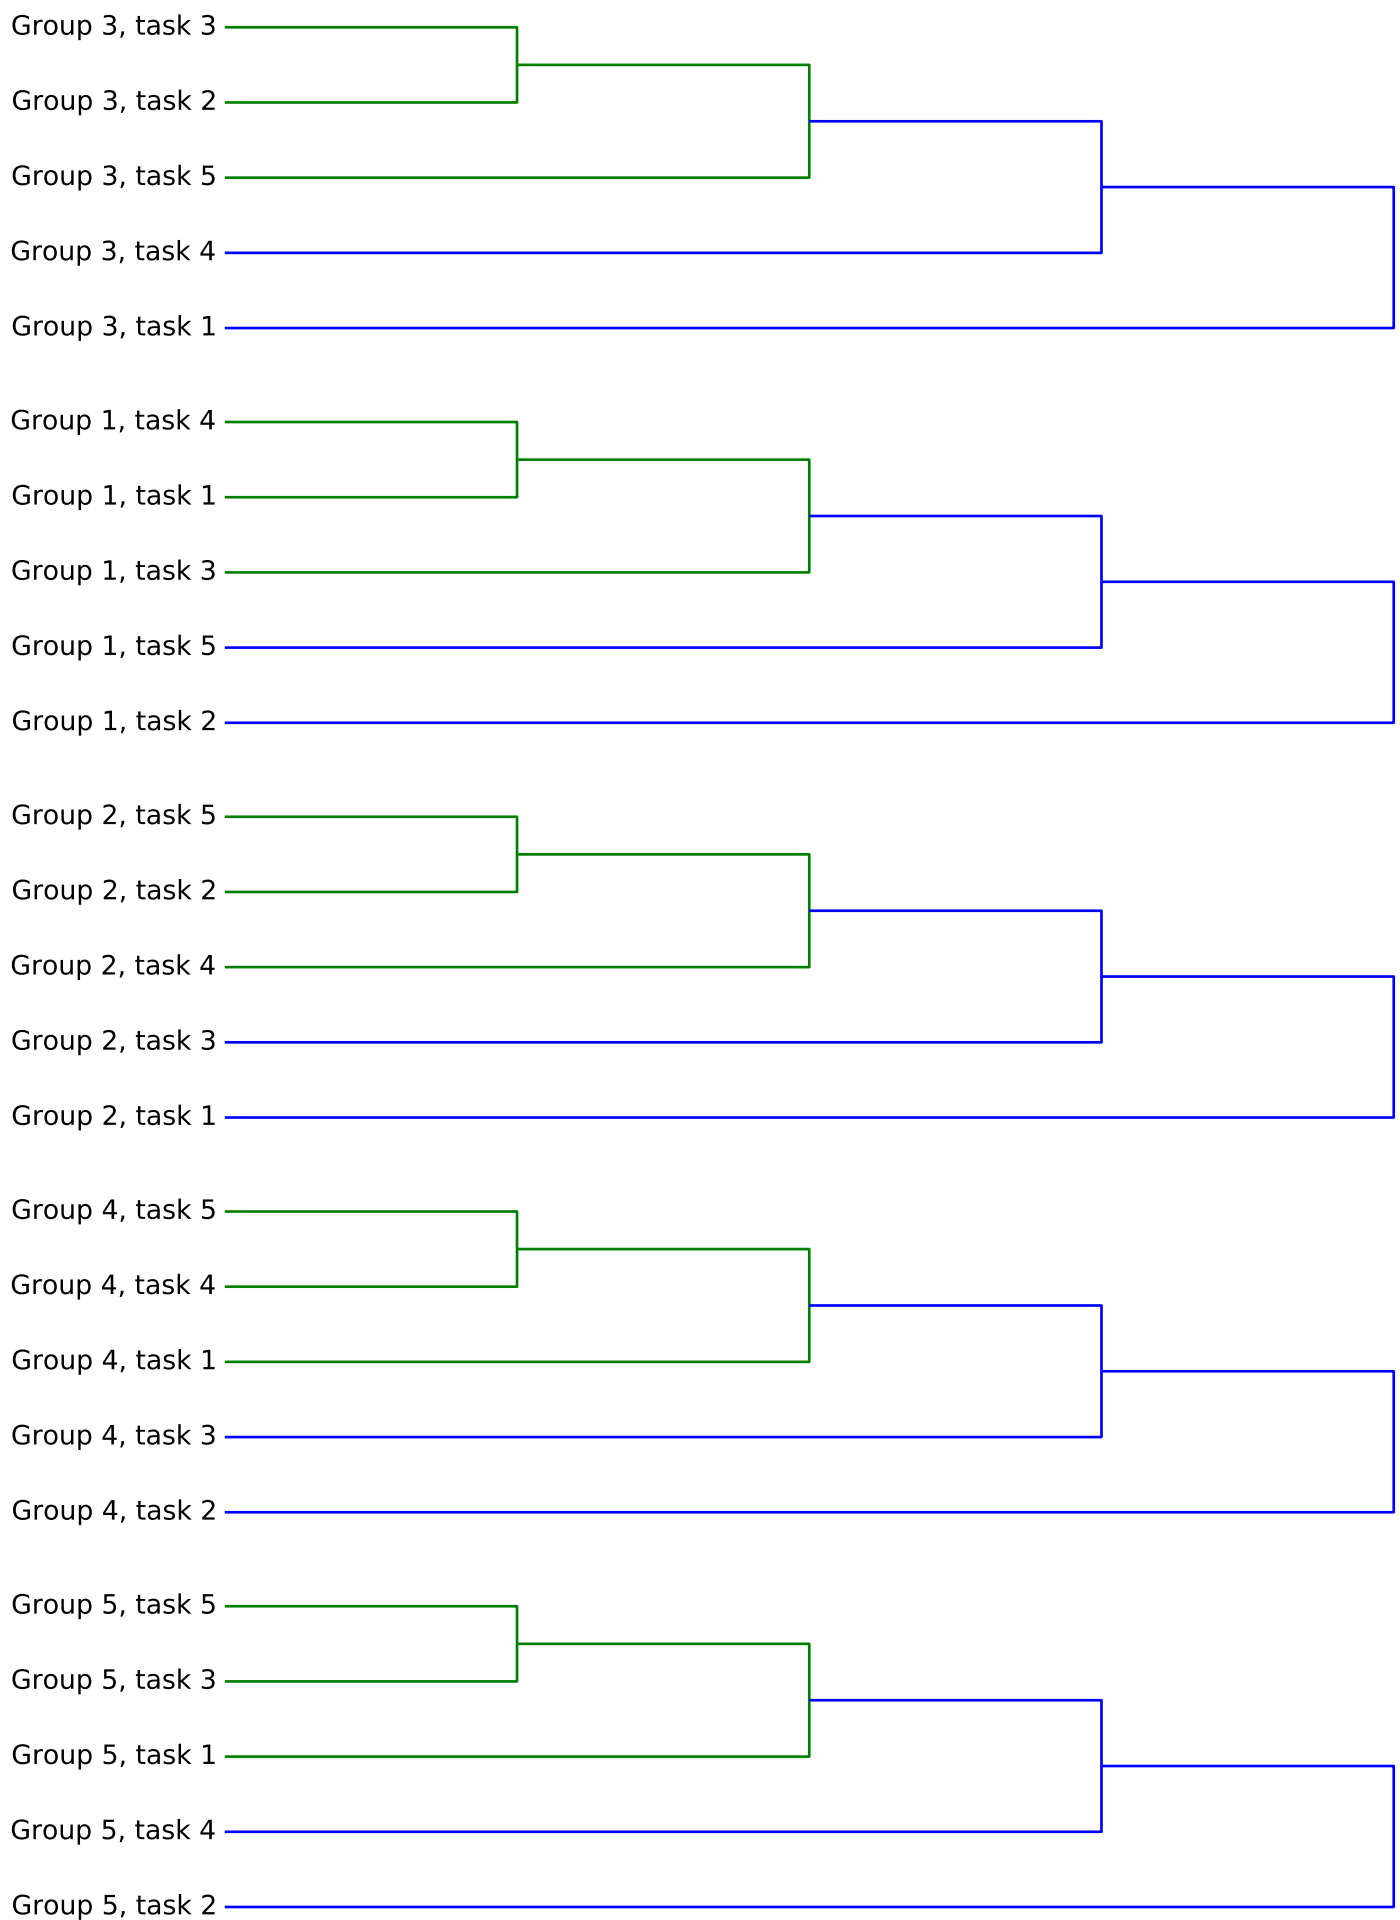 Group 3, task 3
Group 3, task 2
Group 3, task 5
Group 3, task 4
Group 3, task 1
Group 1, task 4
Group 1, task 1
Group 1, task 3
Group 1, task 5
Group 1, task 2
Group 2, task 5
Group 2, task 2
Group 2, task 4
Group 2, task 3
Group 2, task 1
Group 4, task 5
Group 4, task 4
Group 4, task 1
Group 4, task 3
Group 4, task 2
Group 5, task 5
Group 5, task 3
Group 5, task 1
Group 5, task 4
Group 5, task 2